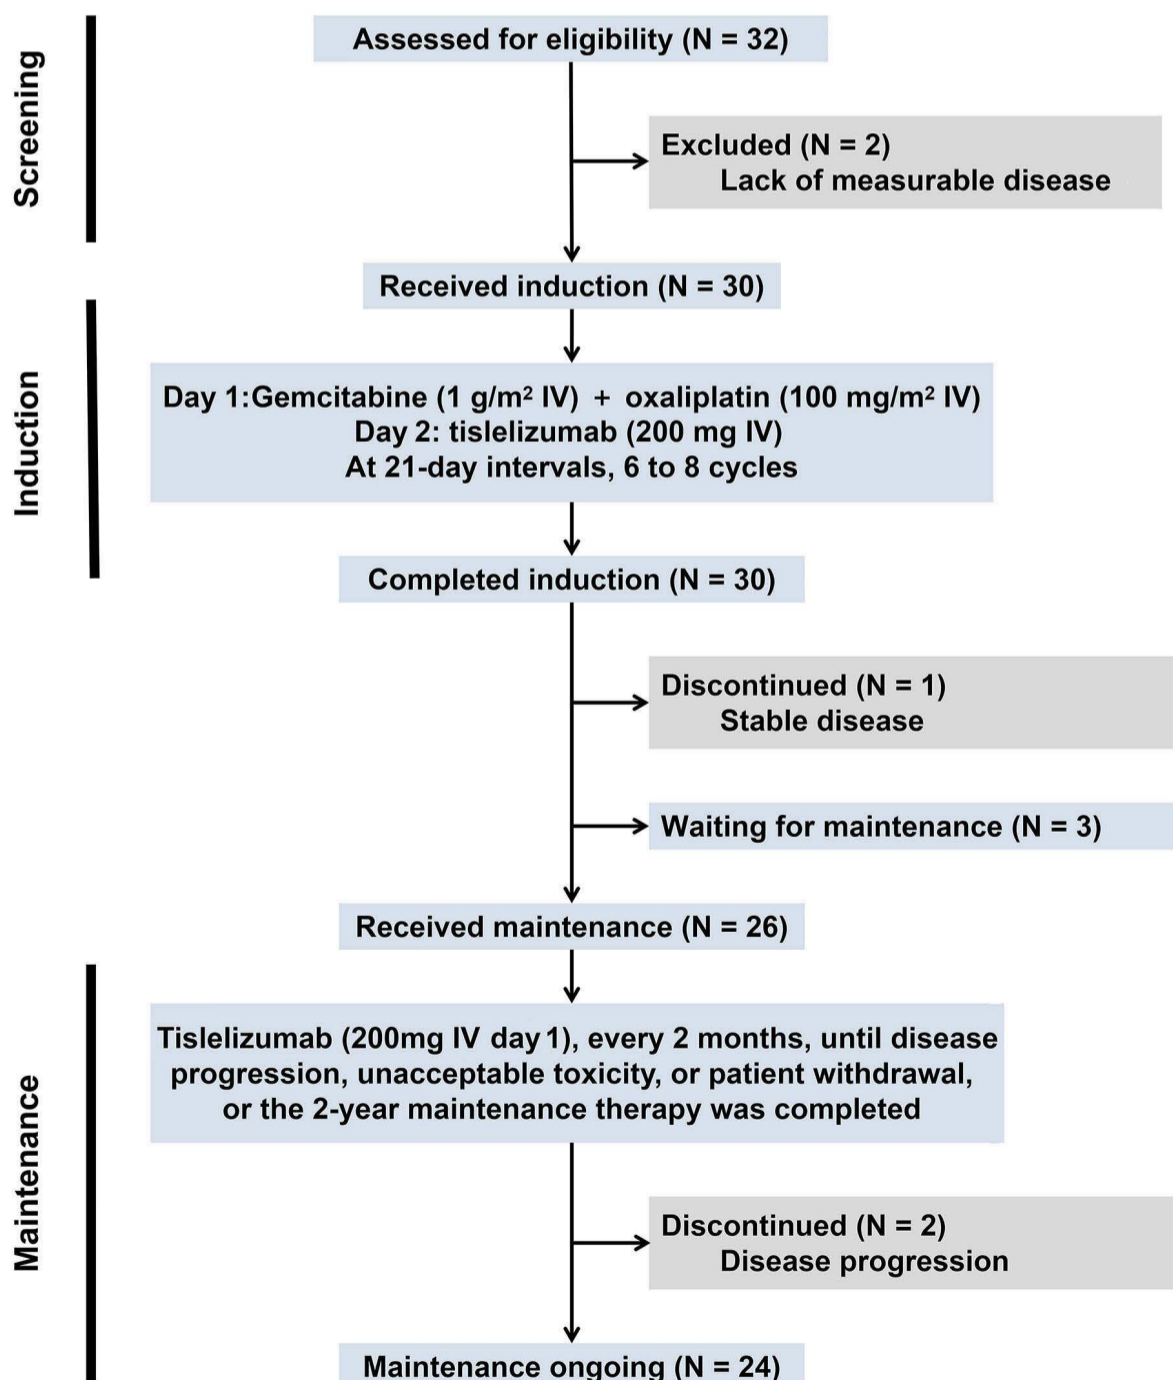 Screening
Assessed for eligibility (N = 32)
Excluded (N = 2)
Lack of measurable disease
Induction
Received induction (N = 30)
Day 1:Gemcitabine (1 g/m² IV) + oxaliplatin (100 mg/m² IV)
Day 2: tislelizumab (200 mg IV)
At 21-day intervals, 6 to 8 cycles
Completed induction (N = 30)
Discontinued (N = 1)
Stable disease
Waiting for maintenance (N = 3)
Received maintenance (N = 26)
Maintenance
Tislelizumab (200mg IV day 1), every 2 months, until disease
progression, unacceptable toxicity, or patient withdrawal,
or the 2-year maintenance therapy was completed
Discontinued (N = 2)
Disease progression
Maintenance ongoing (N = 24)